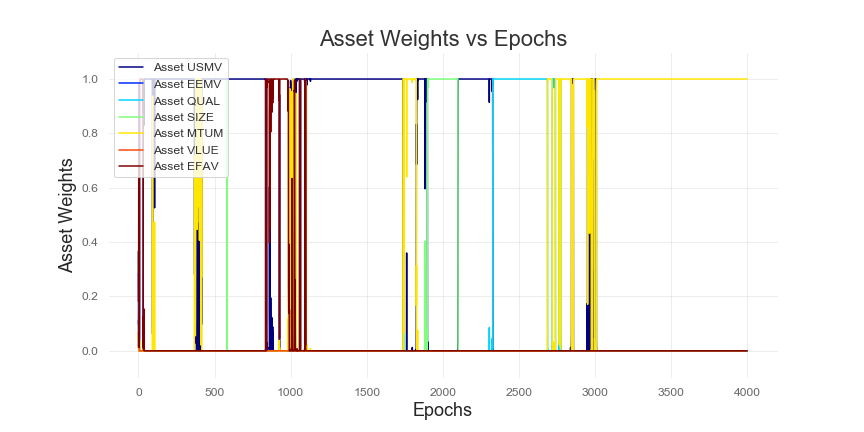 Asset Weights vs Epochs
Asset USMV
Asset EEMV
Asset QUAL
Asset SIZE
Asset MTUM
Asset VLUE
Asset EFAV
Asset Weights
1.0
0.8
0.6
0.4
0.2
0.0
0 500 1000 1500 2000 2500 3000 3500 4000
Epochs